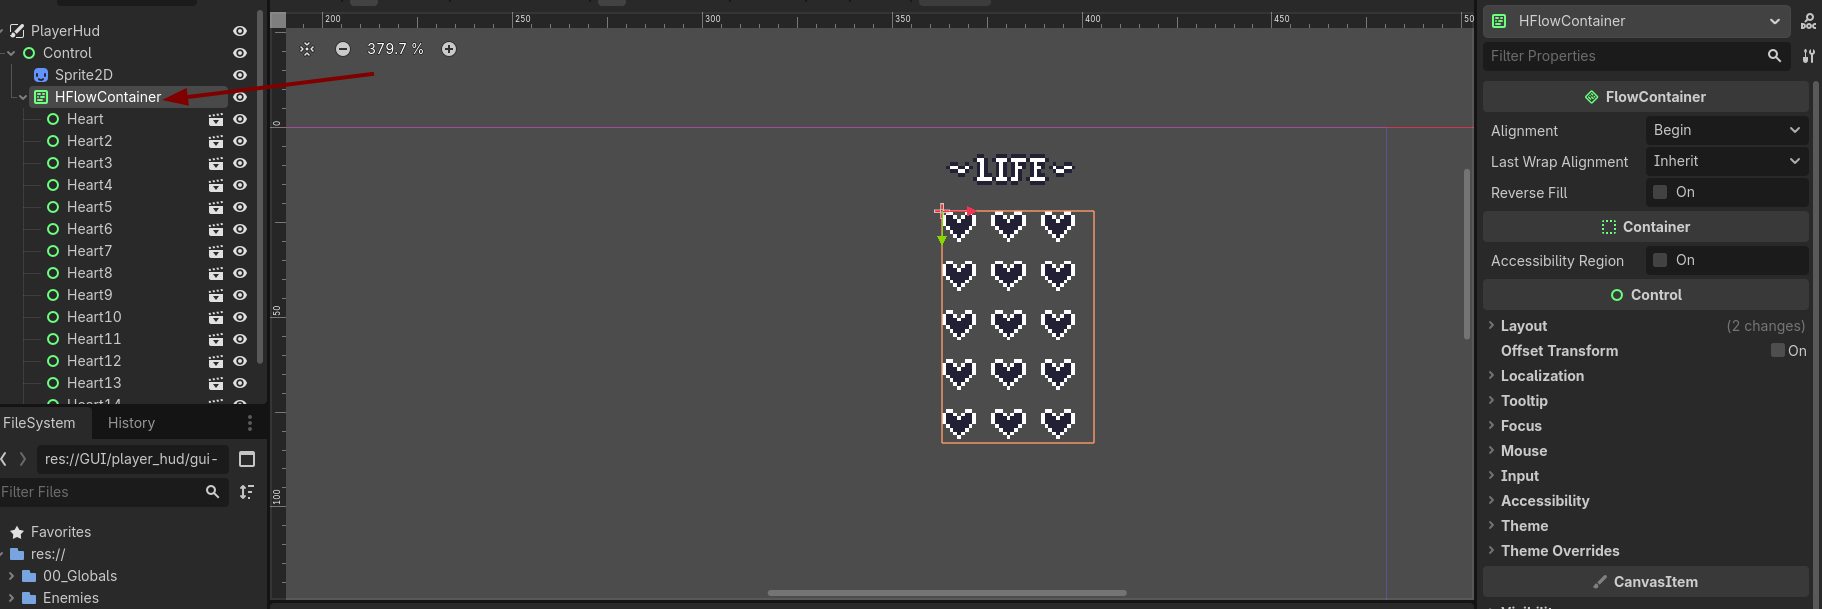 PlayerHud
Control
Sprite2D
HFlowContainer
Heart
Heart2
Heart3
Heart4
Heart5
Heart6
Heart7
Heart8
Heart9
Heart10
Heart11
Heart12
Heart13
FileSystem
History
res://GUI/player_hud/gui-
Filter Files
Favorites
res://
00_Globals
Enemies
200
250
300
350
400
450
50
379.7 %
0
50
100
LIFE
HFlowContainer
DOC
Filter Properties
FlowContainer
Alignment Begin
Last Wrap Alignment Inherit
Reverse Fill On
Container
Accessibility Region On
Control
Layout (2 changes)
Offset Transform On
Localization
Tooltip
Focus
Mouse
Input
Accessibility
Theme
Theme Overrides
CanvasItem